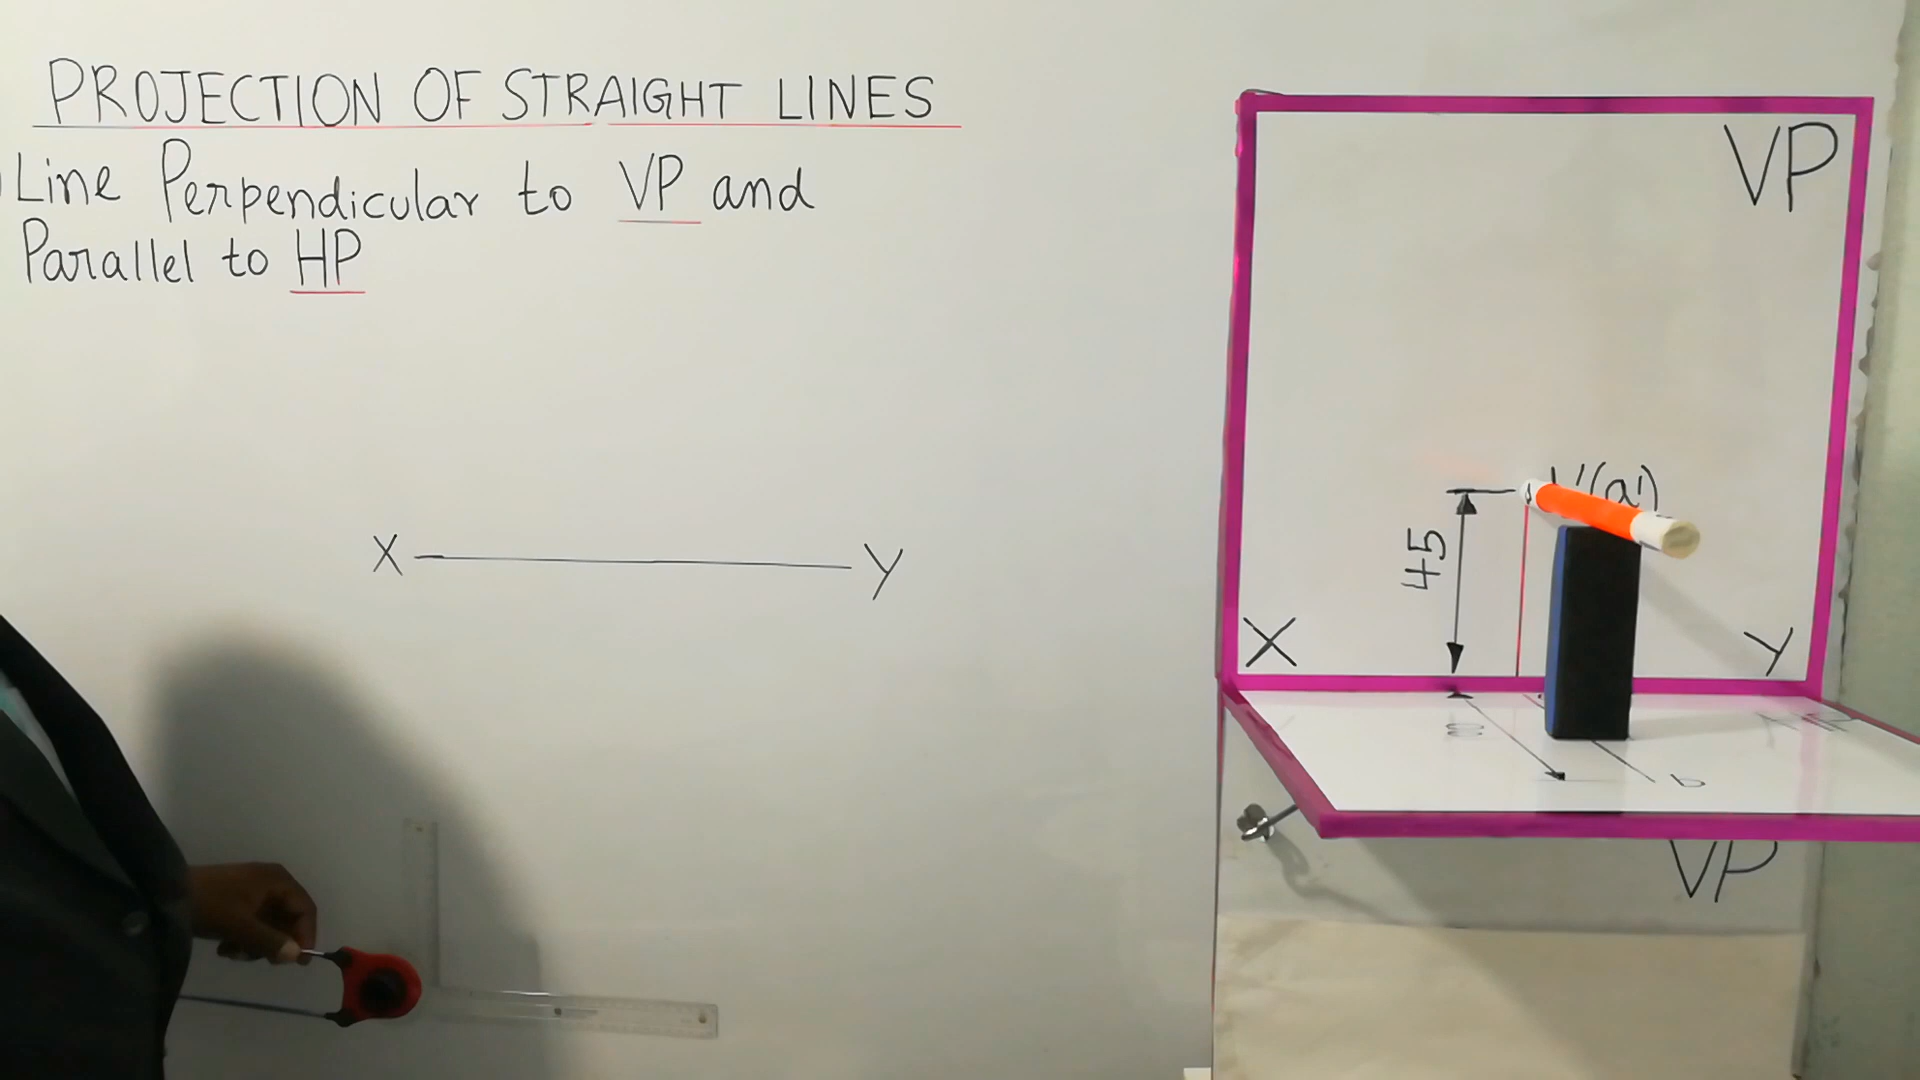 PROJECTION OF STRAIGHT LINES
Line Perpendicular to VP and
Parallel to HP
X Y
VP
(a')
45
X Y
b
VP